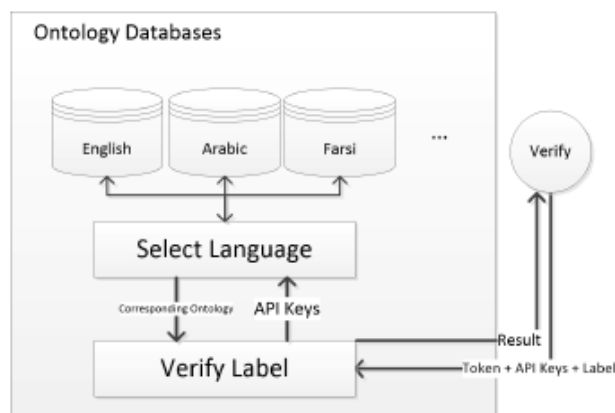 Ontology Databases
English
Arabic
Farsi
...
Verify
Select Language
Corresponding Ontology
API Keys
Result
Verify Label
Token + API Keys + Label